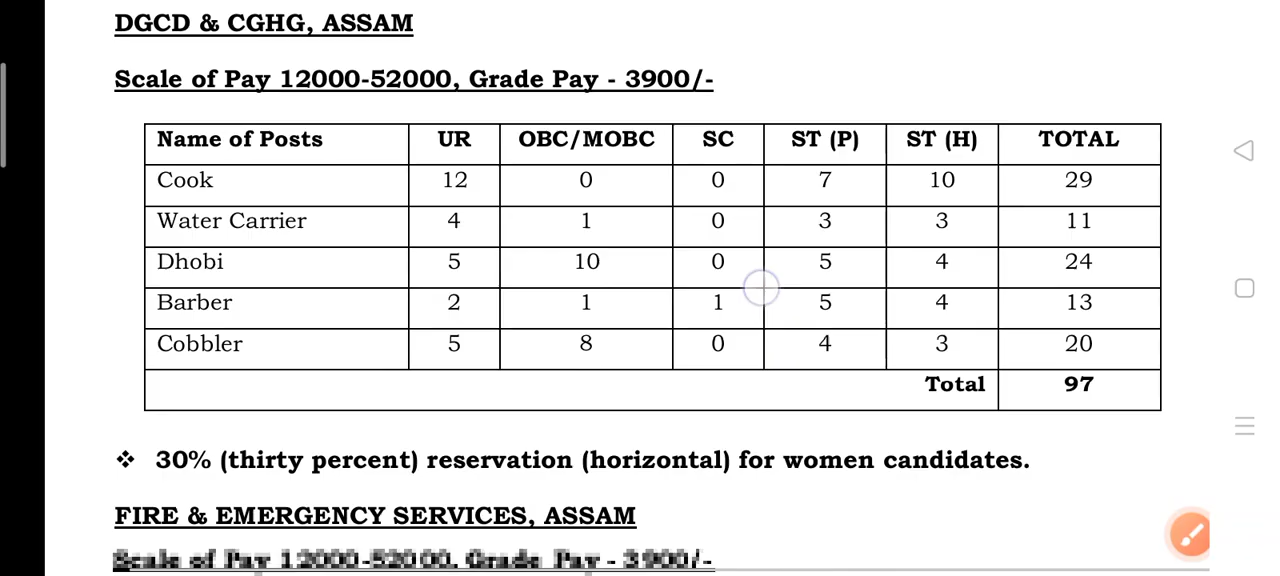 DGCD & CGHG, ASSAM
Scale of Pay 12000-52000, Grade Pay - 3900/-
Name of Posts UR OBC/MOBC SC ST (P) ST (H) TOTAL
Cook 12 0 0 7 10 29
Water Carrier 4 1 0 3 3 11
Dhobi 5 10 0 5 4 24
Barber 2 1 1 5 4 13
Cobbler 5 8 0 4 3 20
Total 97
❖ 30% (thirty percent) reservation (horizontal) for women candidates.
FIRE & EMERGENCY SERVICES, ASSAM
Scale of Pay 12000-52000, Grade Pay - 3900/-